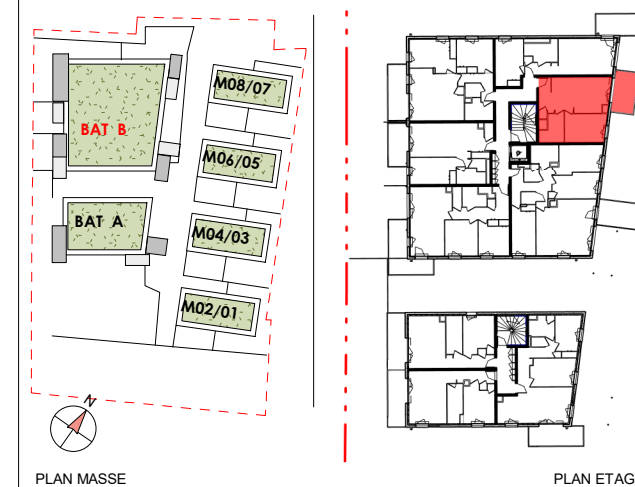 M08/07
BAT B
M06/05
BAT A
M04/03
M02/01
N
PLAN MASSE
PLAN ETAG